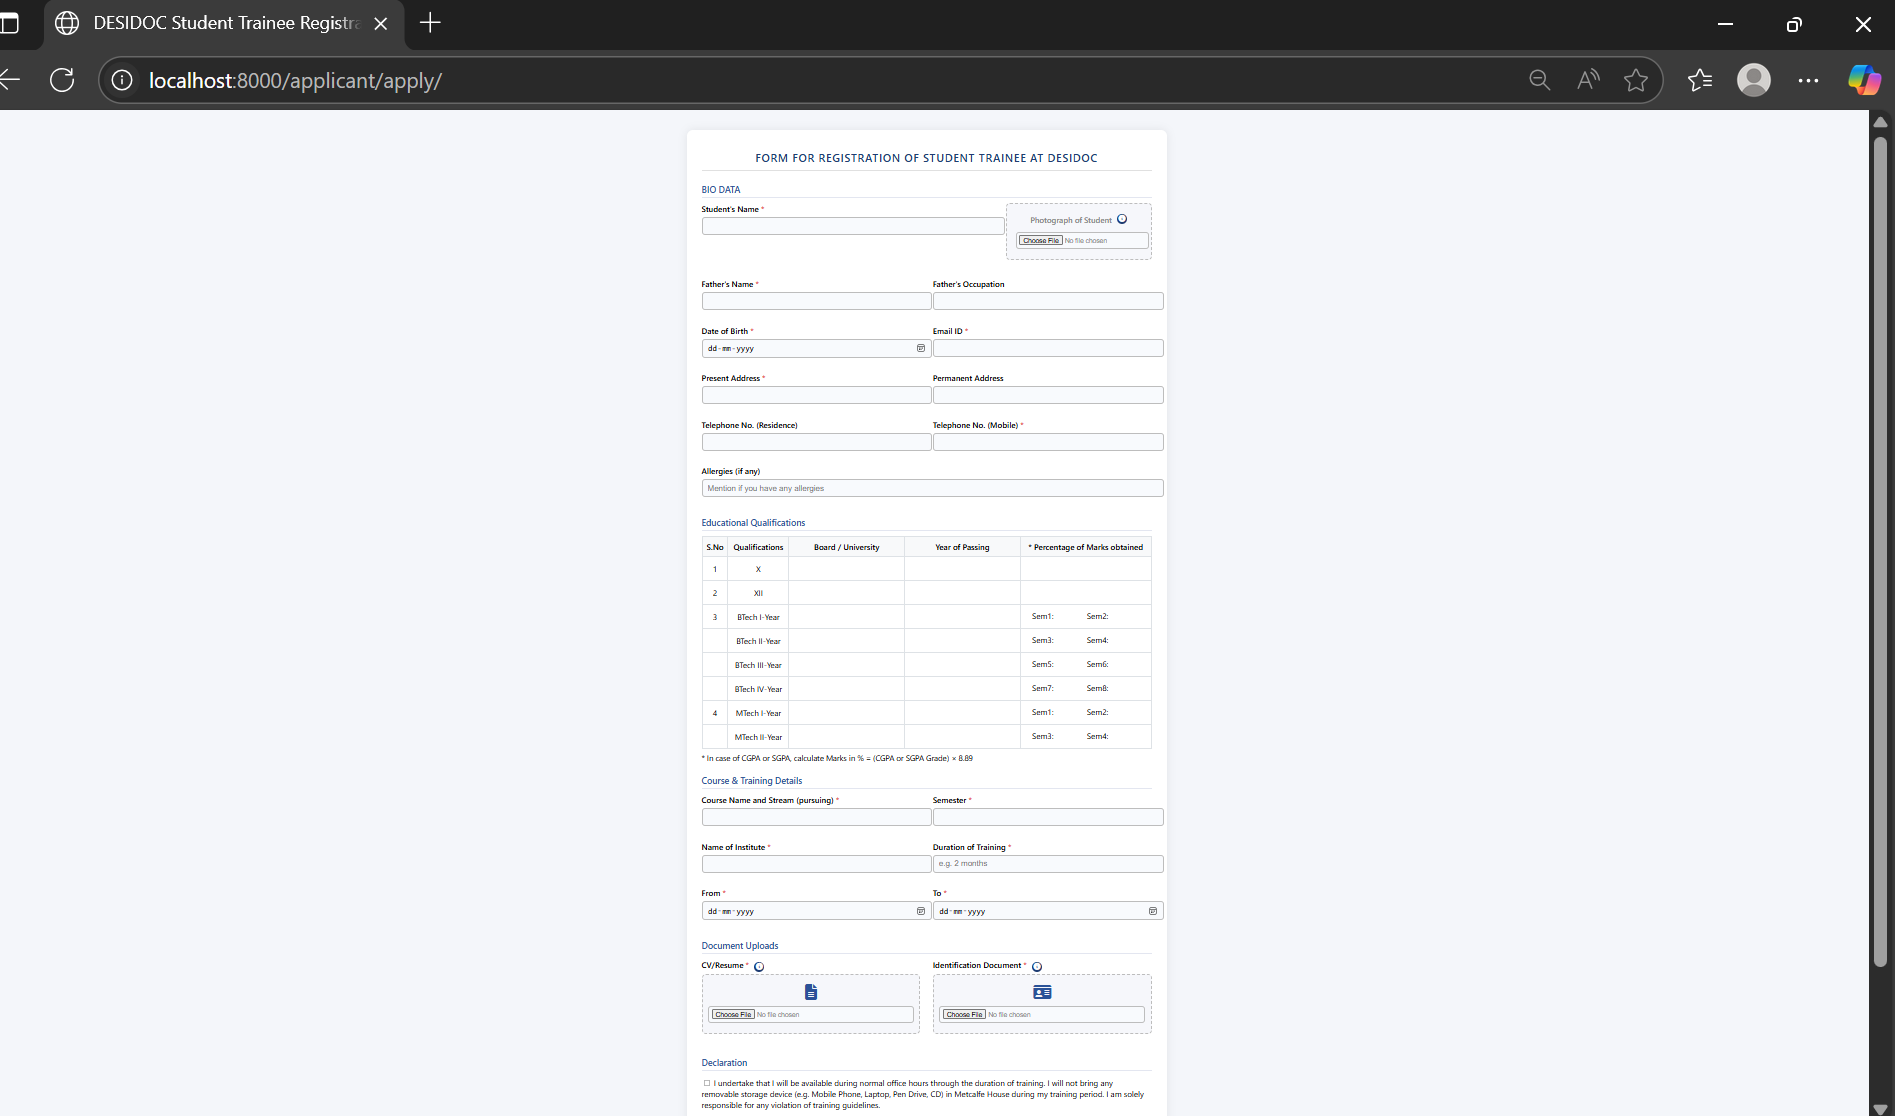 DESIDOC Student Trainee Registra
localhost:8000/applicant/apply/
FORM FOR REGISTRATION OF STUDENT TRAINEE AT DESIDOC
BIO DATA
Student's Name *
Photograph of Student
Choose File No file chosen
Father's Name * Father's Occupation
Date of Birth * Email ID *
dd-mm-yyyy
Present Address * Permanent Address
Telephone No. (Residence) Telephone No. (Mobile) *
Allergies (if any)
Mention if you have any allergies
Educational Qualifications
S.No Qualifications Board / University Year of Passing * Percentage of Marks obtained
1 X
2 XII
3 BTech I-Year Sem1: Sem2:
BTech II-Year Sem3: Sem4:
BTech III-Year Sem5: Sem6:
BTech IV-Year Sem7: Sem8:
4 MTech I-Year Sem1: Sem2:
MTech II-Year Sem3: Sem4:
* In case of CGPA or SGPA, calculate Marks in % = (CGPA or SGPA Grade) × 8.89
Course & Training Details
Course Name and Stream (pursuing) * Semester *
Name of Institute * Duration of Training *
e.g. 2 months
From * To *
dd-mm-yyyy dd-mm-yyyy
Document Uploads
CV/Resume * Identification Document *
Choose File No file chosen Choose File No file chosen
Declaration
I undertake that I will be available during normal office hours through the duration of training. I will not bring any
removable storage device (e.g. Mobile Phone, Laptop, Pen Drive, CD) in Metcalfe House during my training period. I am solely
responsible for any violation of training guidelines.